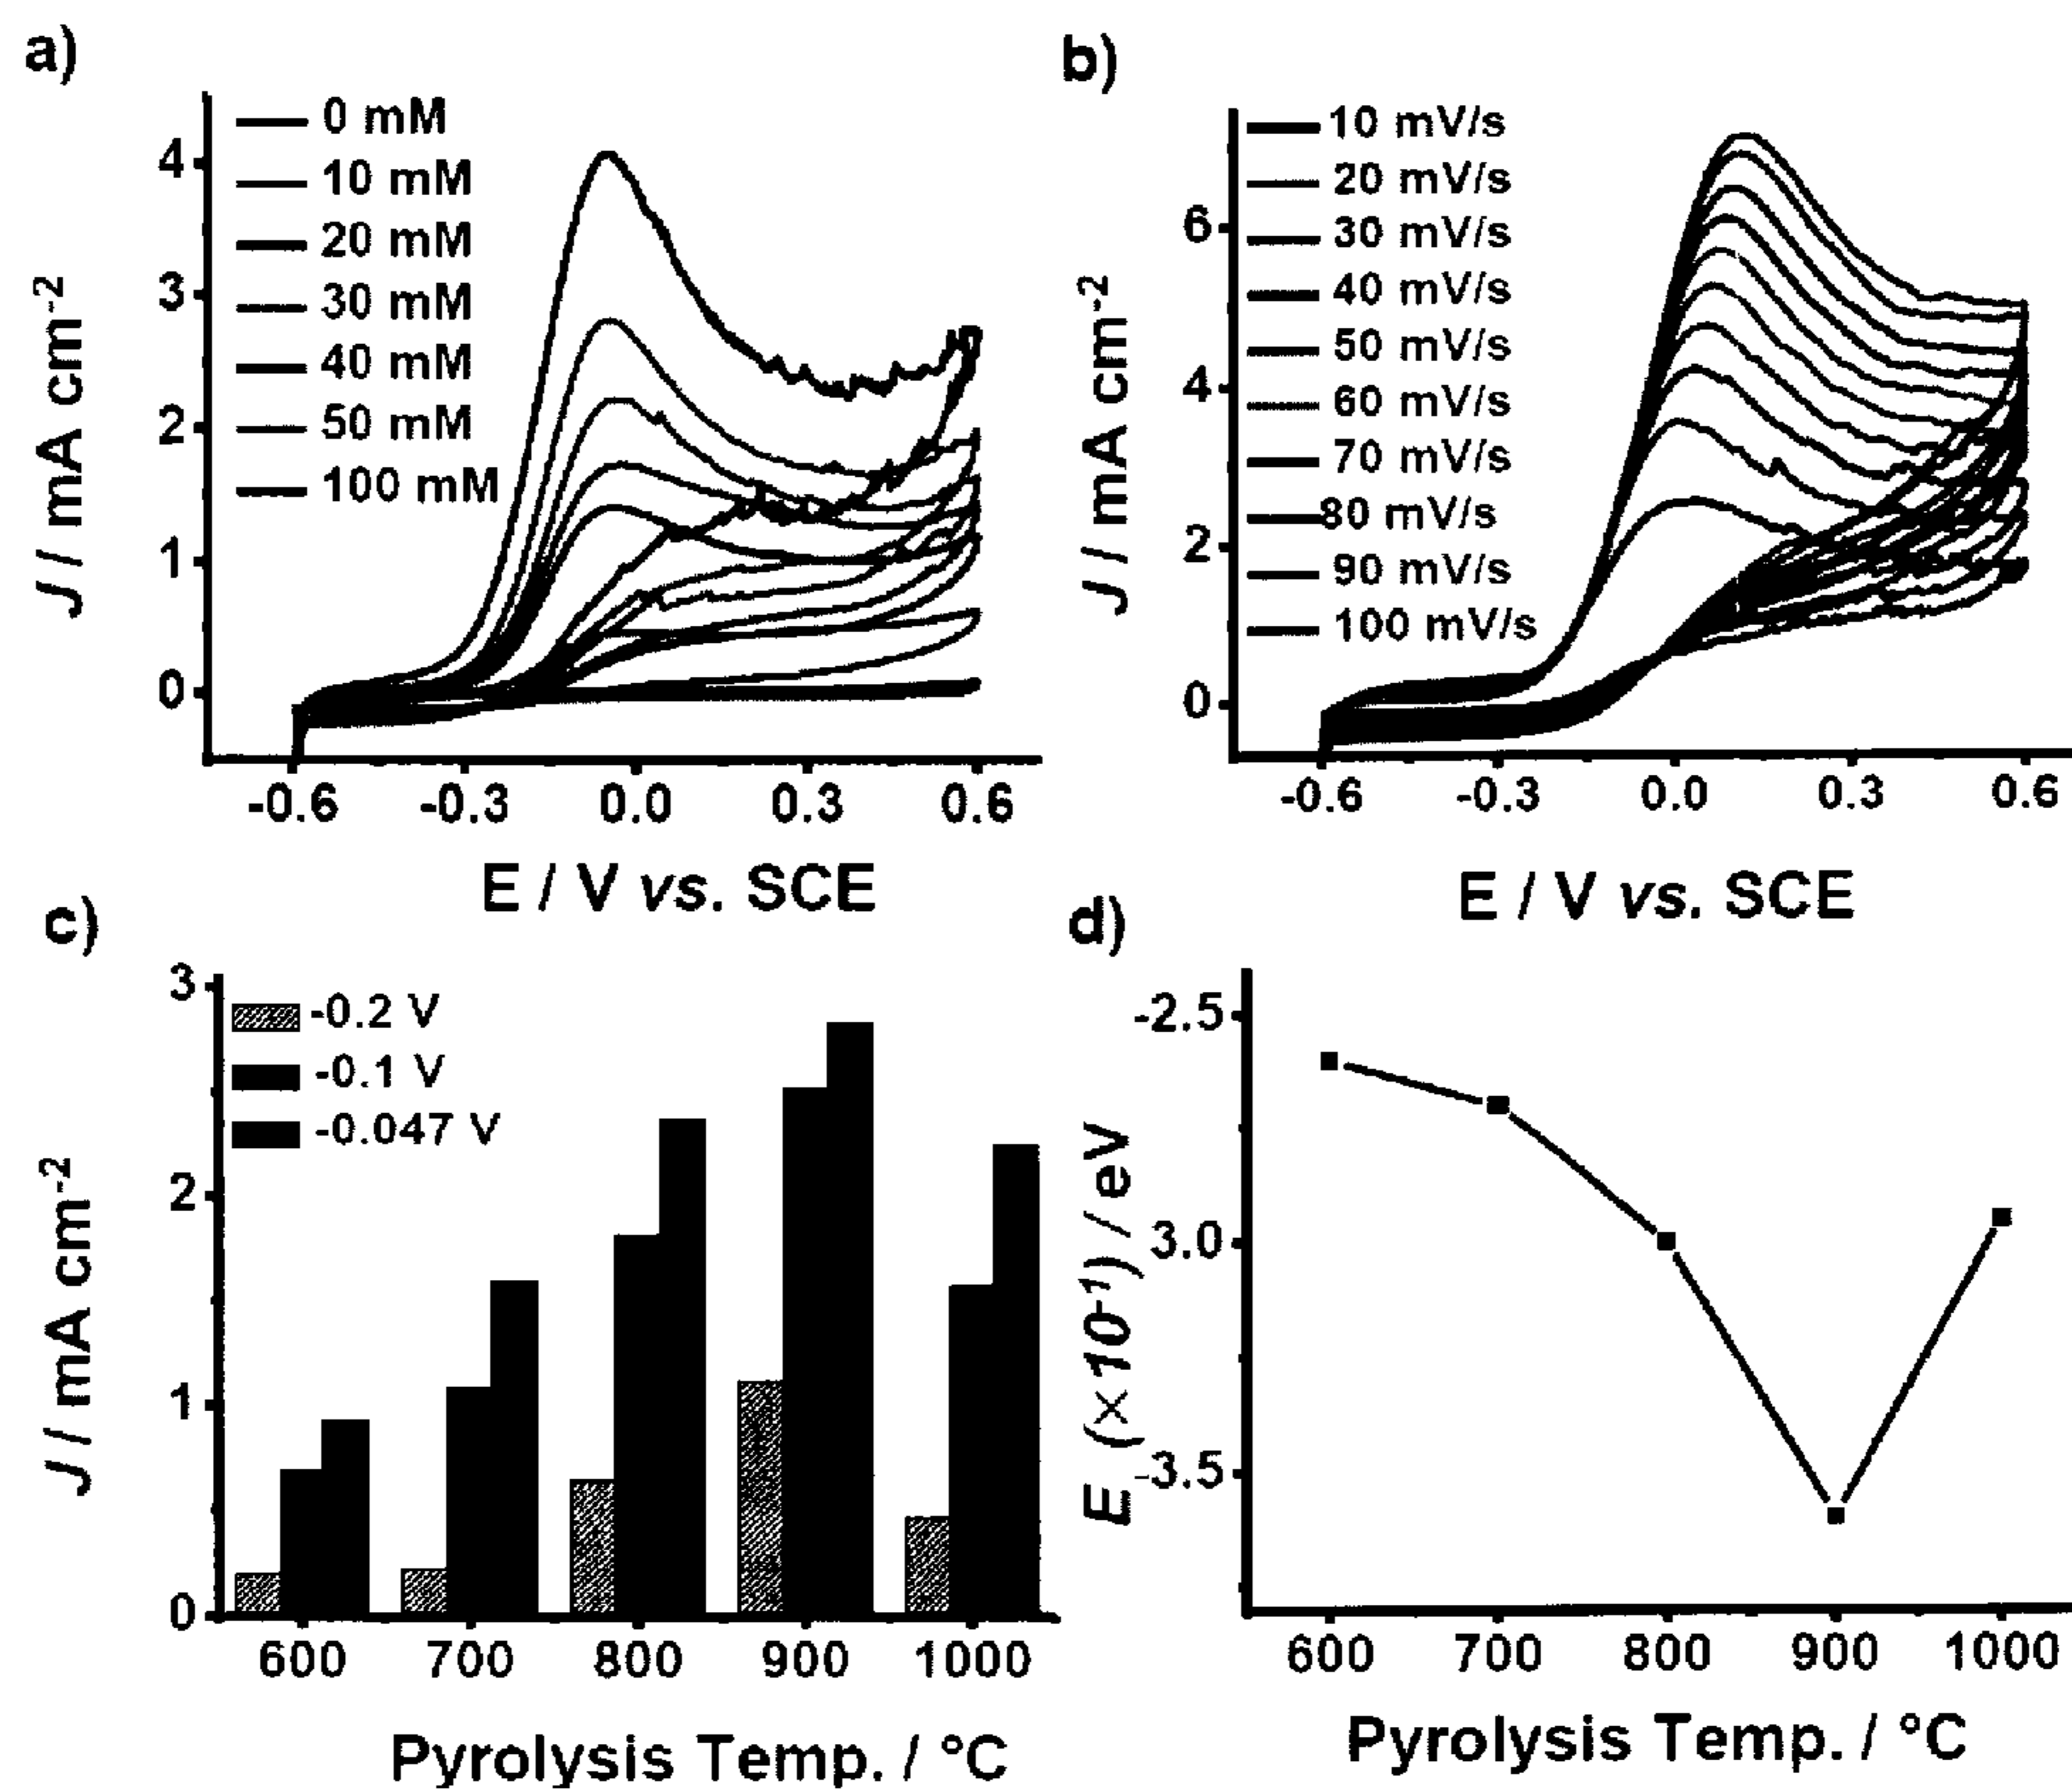 a)
0 mM
10 mM
20 mM
30 mM
40 mM
50 mM
100 mM
4
3
2
1
0
J / mA cm-2
-0.6 -0.3 0.0 0.3 0.6
E / V vs. SCE
b)
10 mV/s
20 mV/s
30 mV/s
40 mV/s
50 mV/s
60 mV/s
70 mV/s
80 mV/s
90 mV/s
100 mV/s
6
4
2
0
J / mA cm-2
-0.6 -0.3 0.0 0.3 0.6
E / V vs. SCE
c)
-0.2 V
-0.1 V
-0.047 V
3
2
1
0
J / mA cm-2
600 700 800 900 1000
Pyrolysis Temp. / °C
d)
-2.5
3.0
-3.5
E (×10-1) / eV
600 700 800 900 1000
Pyrolysis Temp. / °C